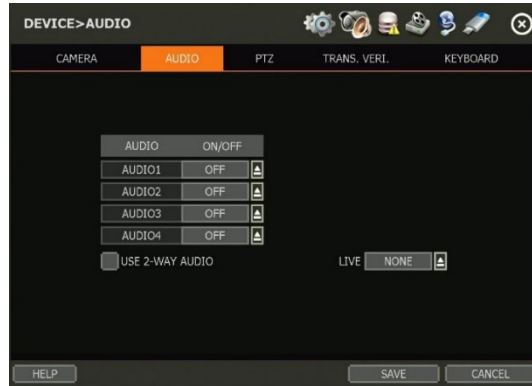 DEVICE>AUDIO
CAMERA AUDIO PTZ TRANS. VERI. KEYBOARD
AUDIO ON/OFF
AUDIO1 OFF
AUDIO2 OFF
AUDIO3 OFF
AUDIO4 OFF
USE 2-WAY AUDIO LIVE NONE
HELP SAVE CANCEL